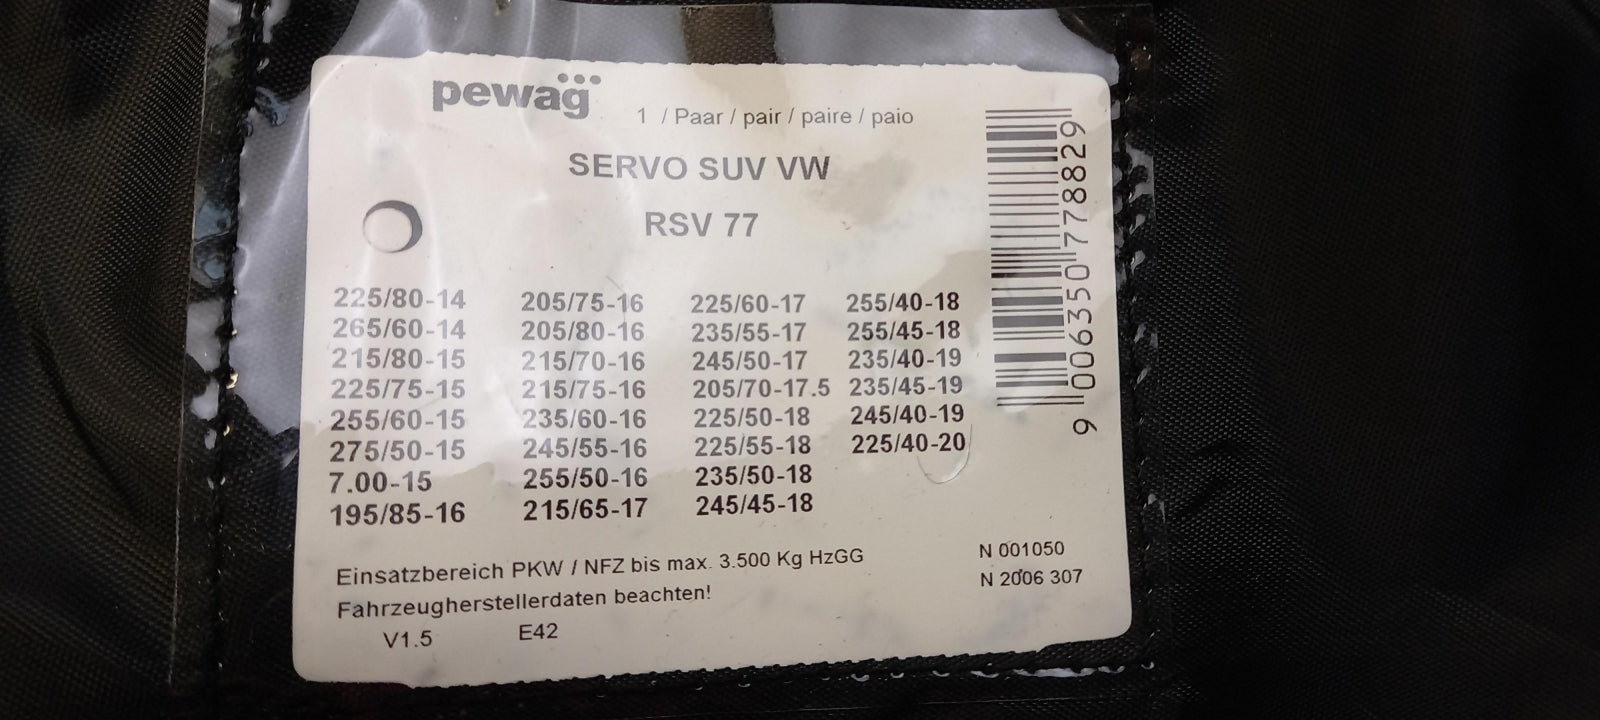 pewag
1 / Paar / pair / paire / paio
SERVO SUV VW
RSV 77
225/80-14 205/75-16 225/60-17 255/40-18
265/60-14 205/80-16 235/55-17 255/45-18
215/80-15 215/70-16 245/50-17 235/40-19
225/75-15 215/75-16 205/70-17.5 235/45-19
255/60-15 235/60-16 225/50-18 245/40-19
275/50-15 245/55-16 225/55-18 225/40-20
7.00-15 255/50-16 235/50-18
195/85-16 215/65-17 245/45-18
Einsatzbereich PKW / NFZ bis max. 3.500 Kg HzGG
Fahrzeugherstellerdaten beachten!
V1.5 E42
N 001050
N 2006 307
9 006350 778829